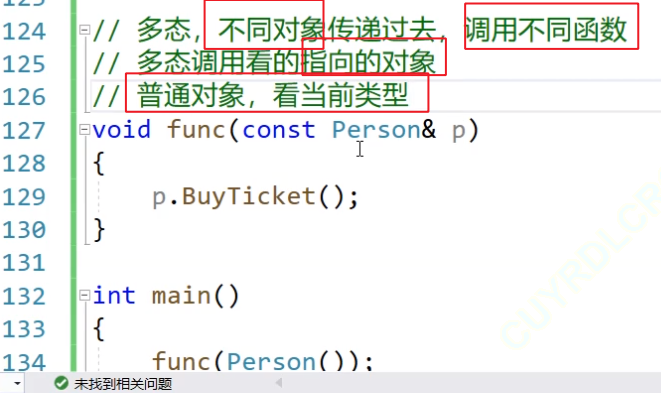 124 // 多态，不同对象传递过去，调用不同函数
125 // 多态调用看的指向的对象
126 // 普通对象，看当前类型
127 void func(const Person& p)
128 {
129 p.BuyTicket();
130 }
131
132 int main()
133 {
134 func(Person());
未找到相关问题
CUYRDLCR